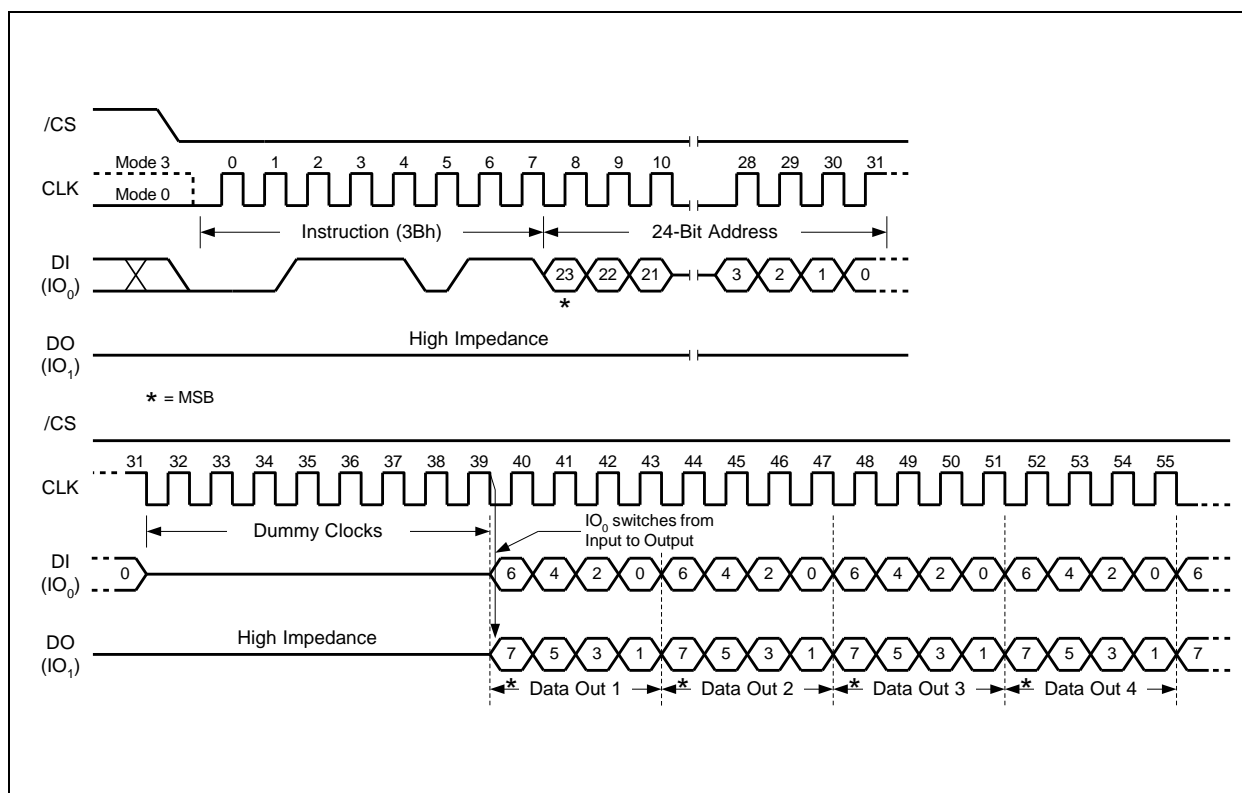 /CS
Mode 3 0 1 2 3 4 5 6 7 8 9 10 28 29 30 31
CLK
Mode 0
Instruction (3Bh) 24-Bit Address
DI
(IO0) 23 22 21 3 2 1 0
*
High Impedance
DO
(IO1)
* = MSB
/CS
31 32 33 34 35 36 37 38 39 40 41 42 43 44 45 46 47 48 49 50 51 52 53 54 55
CLK
Dummy Clocks
IO0 switches from
Input to Output
DI
(IO0) 0 6 4 2 0 6 4 2 0 6 4 2 0 6 4 2 0 6
High Impedance
DO
(IO1) 7 5 3 1 7 5 3 1 7 5 3 1 7 5 3 1 7
* Data Out 1 * Data Out 2 * Data Out 3 * Data Out 4